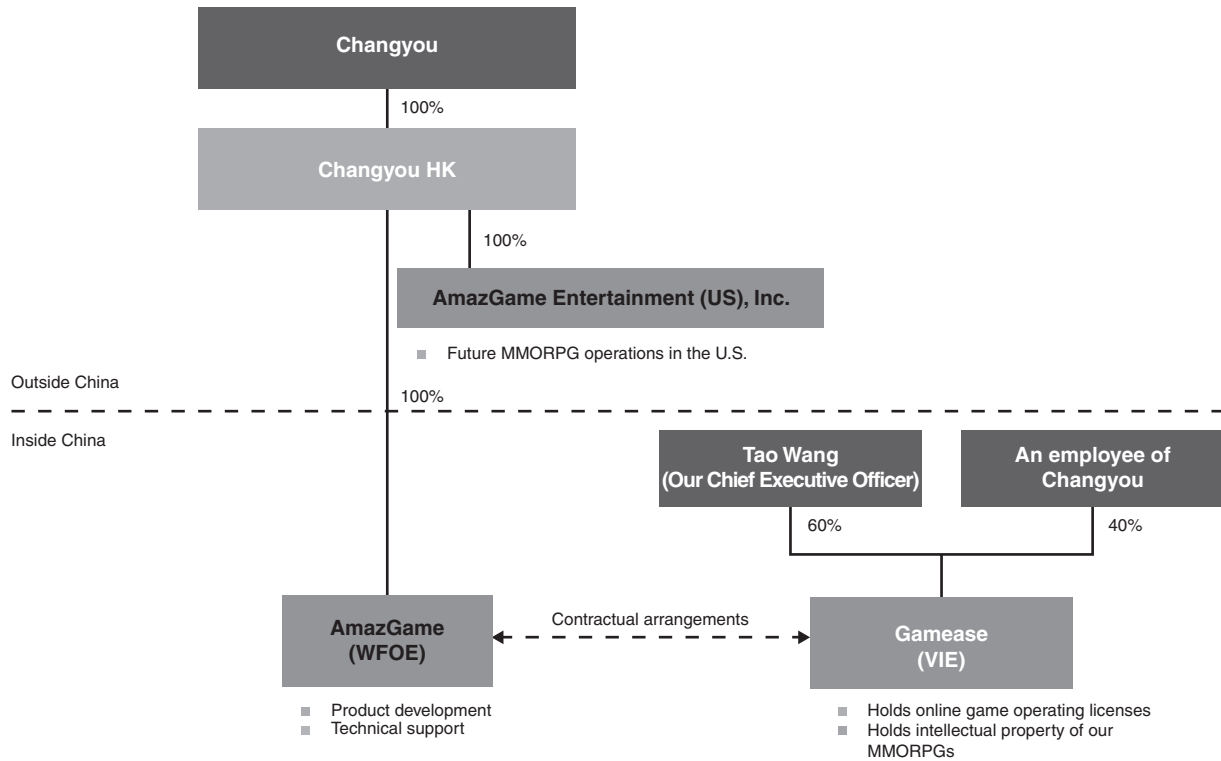 Changyou
100%
Changyou HK
100%
AmazGame Entertainment (US), Inc.
Future MMORPG operations in the U.S.
Outside China
100%
Inside China
Tao Wang
(Our Chief Executive Officer)
An employee of
Changyou
60%
40%
AmazGame
(WFOE)
Contractual arrangements
Gamease
(VIE)
Product development
Technical support
Holds online game operating licenses
Holds intellectual property of our
MMORPGs